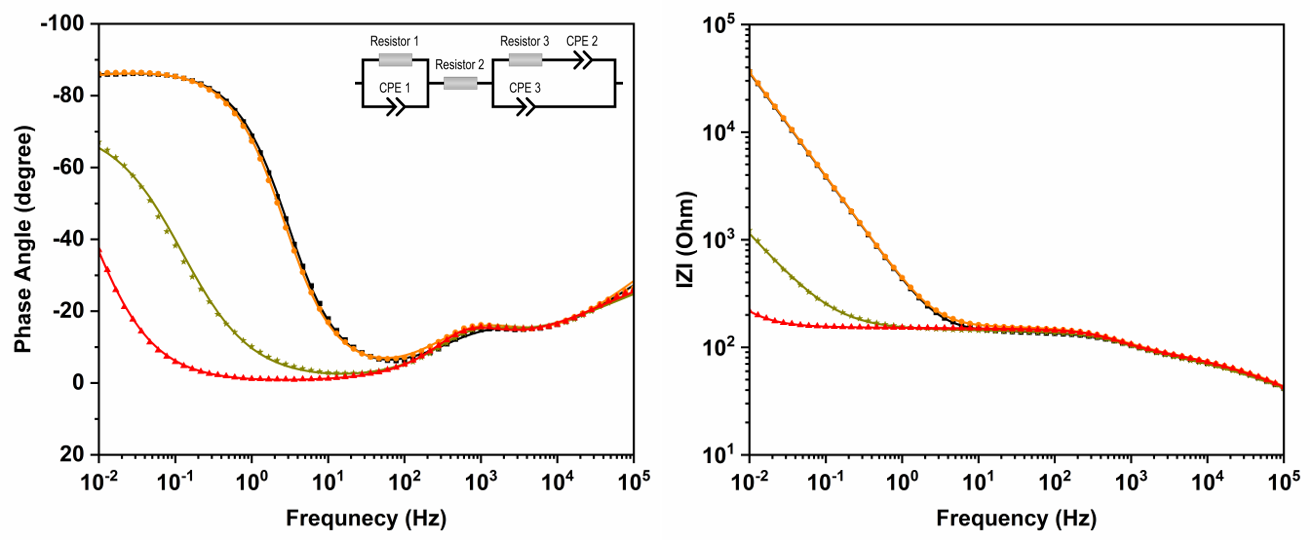 -100
-80
-60
-40
-20
0
20
Phase Angle (degree)
10-2
10-1
100
101
102
103
104
105
Frequnecy (Hz)
Resistor 1
CPE 1
Resistor 2
Resistor 3
CPE 2
CPE 3
105
104
103
102
101
IZI (Ohm)
10-2
10-1
100
101
102
103
104
105
Frequency (Hz)